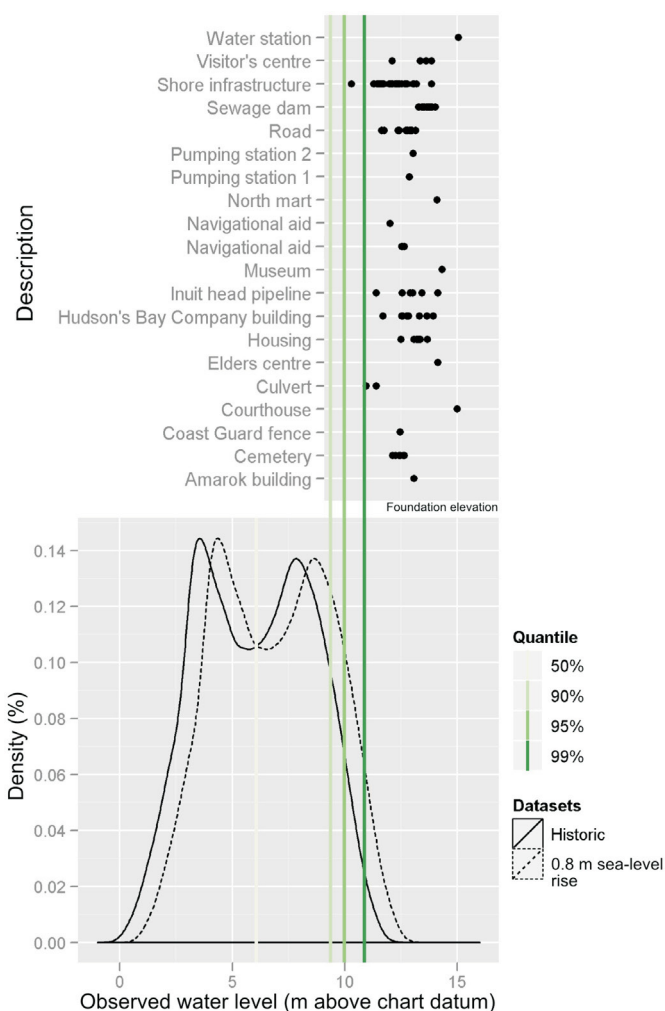 Description
Water station
Visitor's centre
Shore infrastructure
Sewage dam
Road
Pumping station 2
Pumping station 1
North mart
Navigational aid
Navigational aid
Museum
Inuit head pipeline
Hudson's Bay Company building
Housing
Elders centre
Culvert
Courthouse
Coast Guard fence
Cemetery
Amarok building
Foundation elevation
Density (%)
0.14
0.12
0.10
0.08
0.06
0.04
0.02
0.00
0 5 10 15
Observed water level (m above chart datum)
Quantile
50%
90%
95%
99%
Datasets
Historic
0.8 m sea-level
rise